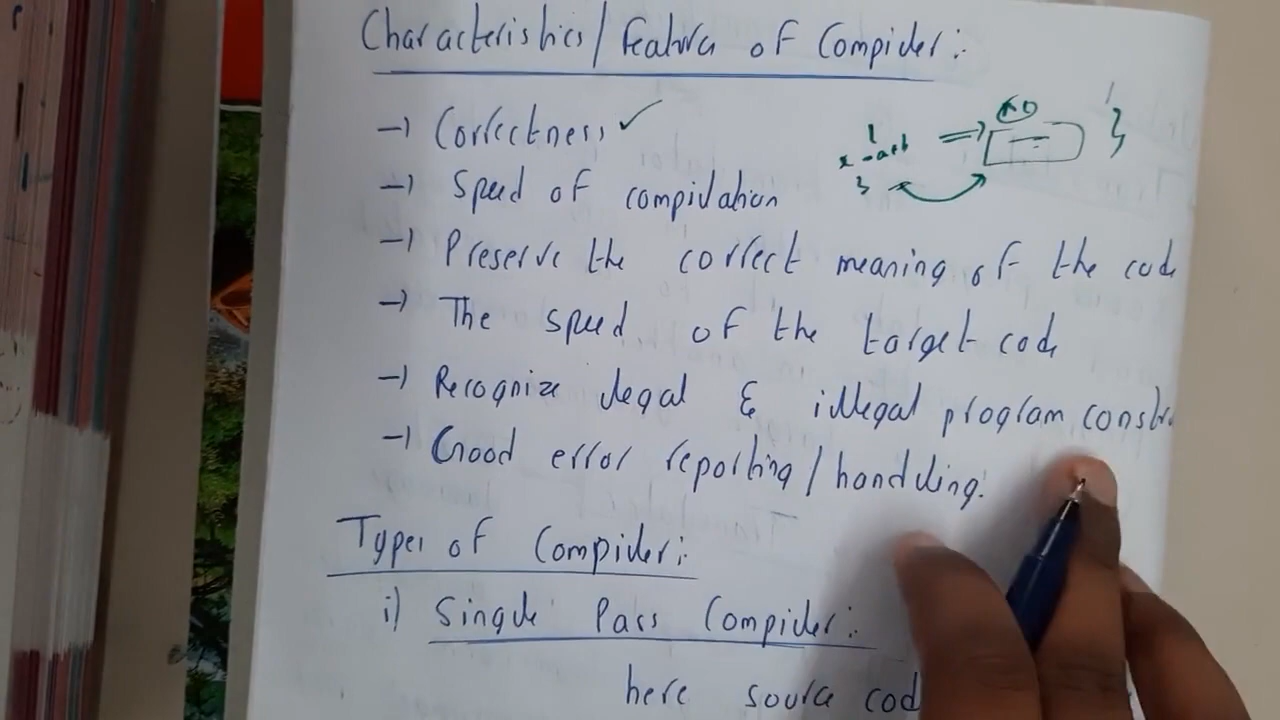 Characteristics/Features of Compiler:
→ Correctness ✓
→ Speed of compilation
→ Preserve the correct meaning of the code
→ The speed of the target code
→ Recognize legal & illegal program
→ Good error reporting/handling.
Types of Compiler:
i) Single Pass Compiler:
here source cod